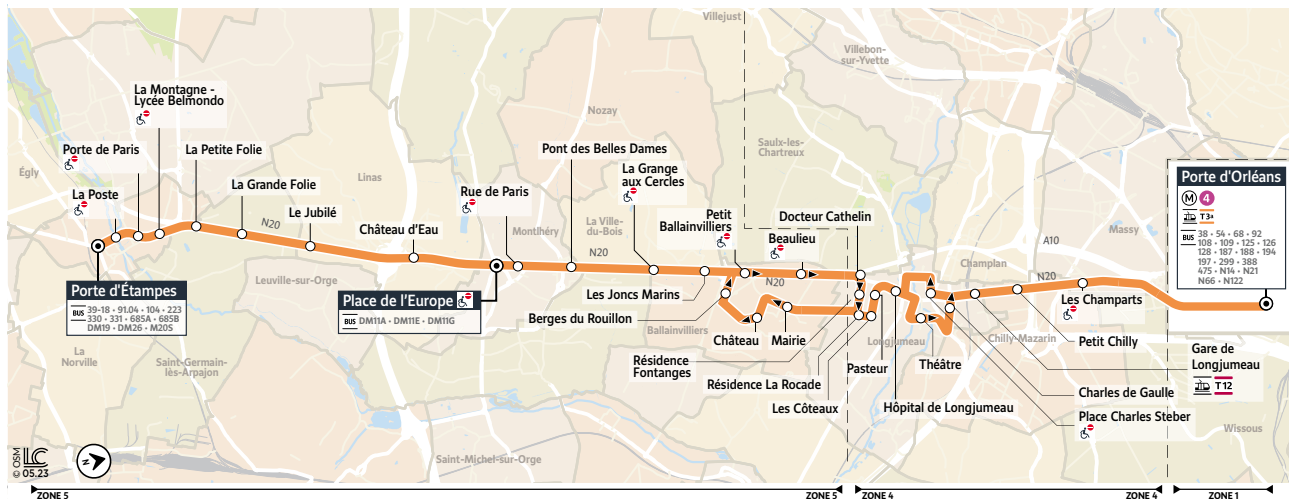 Villejust
Villebon-
sur-Yvette
La Montagne -
Lycée Belmondo
Nozay
Porte de Paris
La Petite Folie
Pont des Belles Dames
Saulx-les-
Chartreux
Égly
La Grande Folie
Linas
La Grange
aux Cercles
Porte d'Orléans
M 4
T3a
BUS
38 • 54 • 68 • 92
108 • 109 • 125 • 126
128 • 187 • 188 • 194
197 • 299 • 388
475 • N14 • N21
N66 • N122
La Poste
Rue de Paris
Le Jubilé
N20
Château d'Eau
Montlhéry
La Ville-
du-Bois
Petit
Ballainvilliers
Docteur Cathelin
Massy
N20
Beaulieu
A10
Champlan
N20
Leuville-sur-Orge
Porte d'Étampes
BUS
39-18 • 91.04 • 104 • 223
330 • 331 • 685A • 685B
DM19 • DM26 • M20S
Place de l'Europe
BUS DM11A • DM11E • DM11G
Les Joncs Marins
N20
Les Champarts
Berges du Rouillon
Ballainvilliers
Château
Mairie
Longjumeau
Chilly-Mazarin
Petit Chilly
La
Norville
Saint-Germain-
lès-Arpajon
Résidence
Fontanges
Pasteur
Théâtre
Gare de
Longjumeau
T12
Résidence La Rocade
Charles de Gaulle
Les Côteaux
Hôpital de Longjumeau
Place Charles Steber
Wissous
Saint-Michel-sur-Orge
© OSM
LC
05.23
N
ZONE 5
ZONE 5
ZONE 4
ZONE 4
ZONE 1